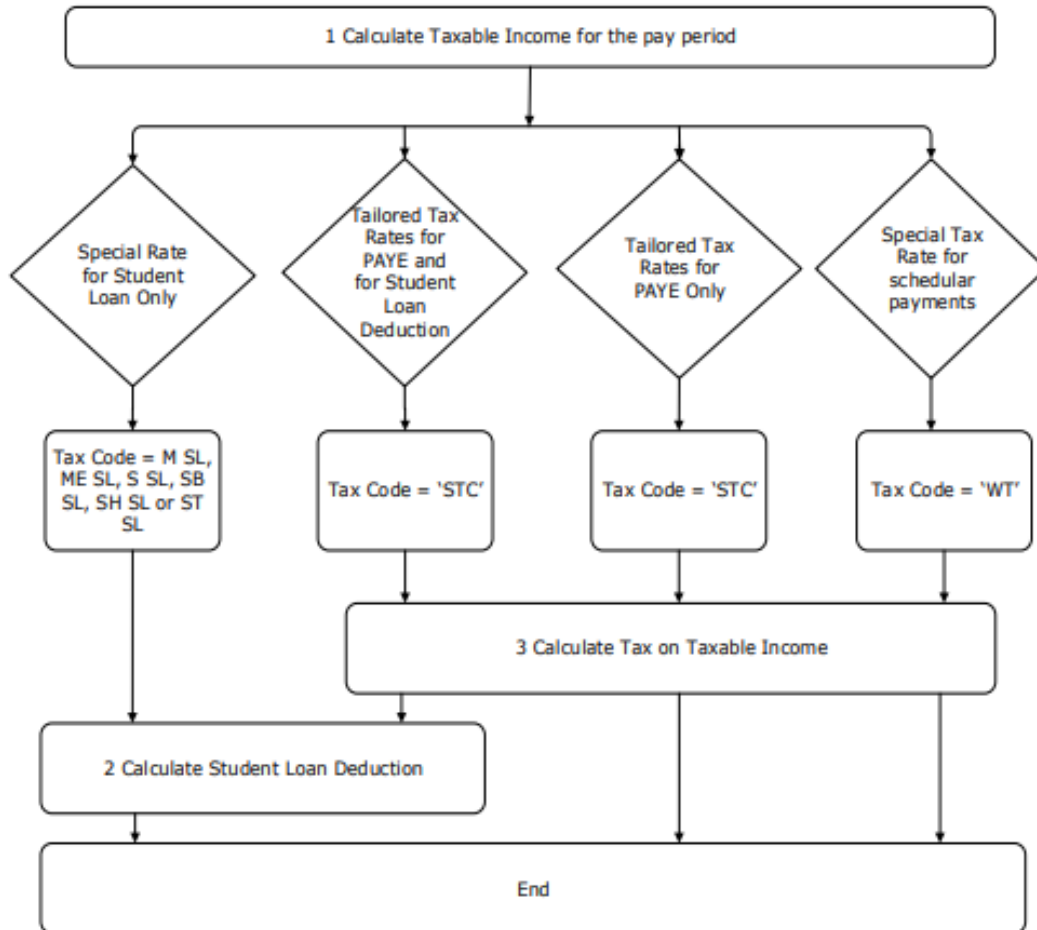 1 Calculate Taxable Income for the pay period
Special Rate
for Student
Loan Only
Tailored Tax
Rates for
PAYE and
for Student
Loan
Deduction
Tailored Tax
Rates for
PAYE Only
Special Tax
Rate for
schedular
payments
Tax Code = M SL,
ME SL, S SL, SB
SL, SH SL or ST
SL
Tax Code = ‘STC’
Tax Code = ‘STC’
Tax Code = ‘WT’
3 Calculate Tax on Taxable Income
2 Calculate Student Loan Deduction
End